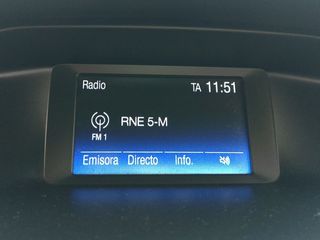 Radio TA 11:51
RNE 5-M
FM 1
Emisora Directo Info.